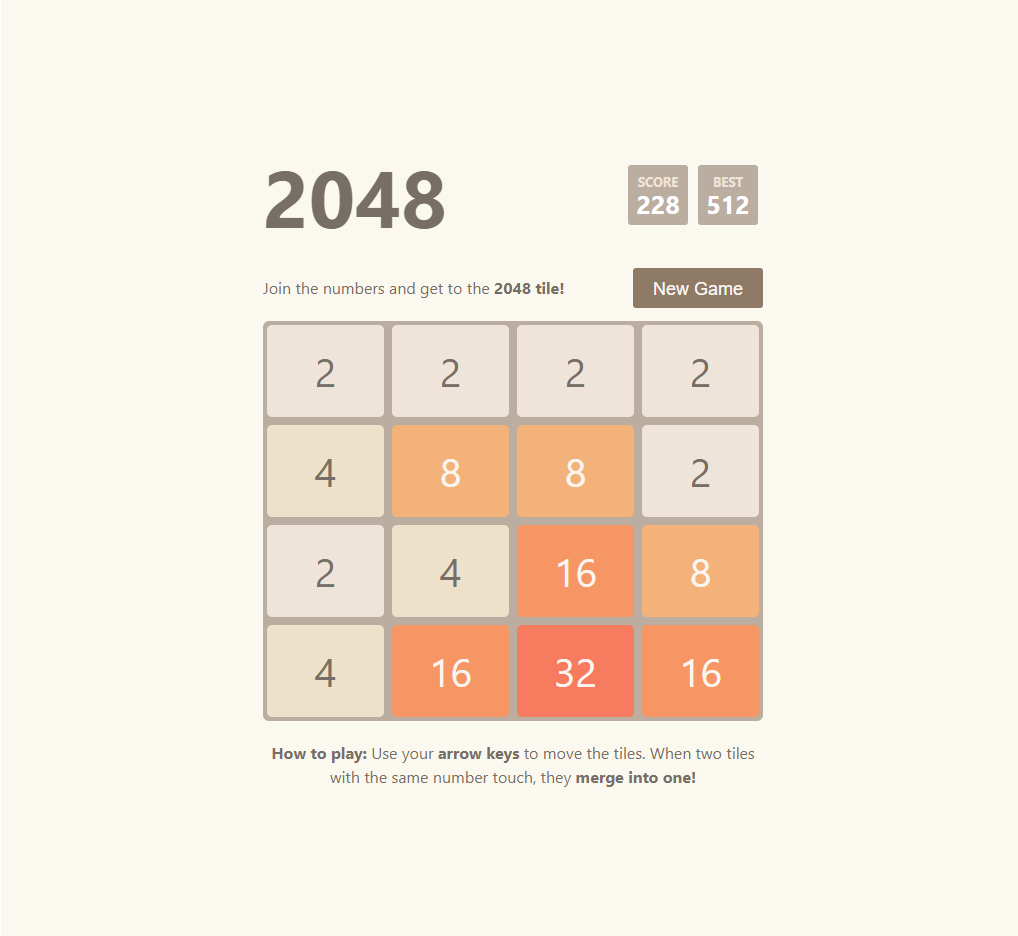 2048
SCORE
228
BEST
512
Join the numbers and get to the 2048 tile!
New Game
2 2 2 2
4 8 8 2
2 4 16 8
4 16 32 16
How to play: Use your arrow keys to move the tiles. When two tiles
with the same number touch, they merge into one!